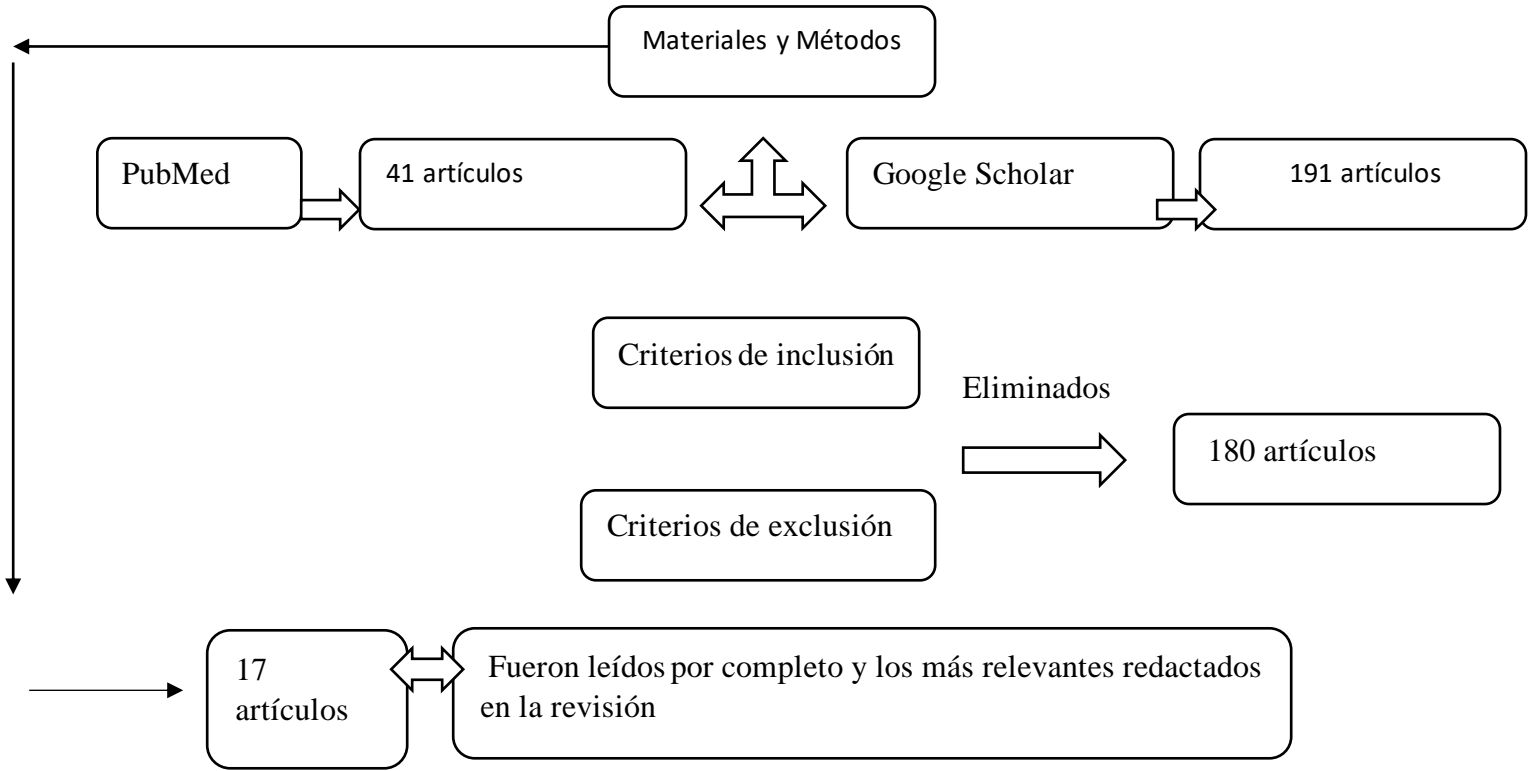 Materiales y Métodos
PubMed
41 artículos
Google Scholar
191 artículos
Criterios de inclusión
Eliminados
180 artículos
Criterios de exclusión
17
artículos
Fueron leídos por completo y los más relevantes redactados
en la revisión